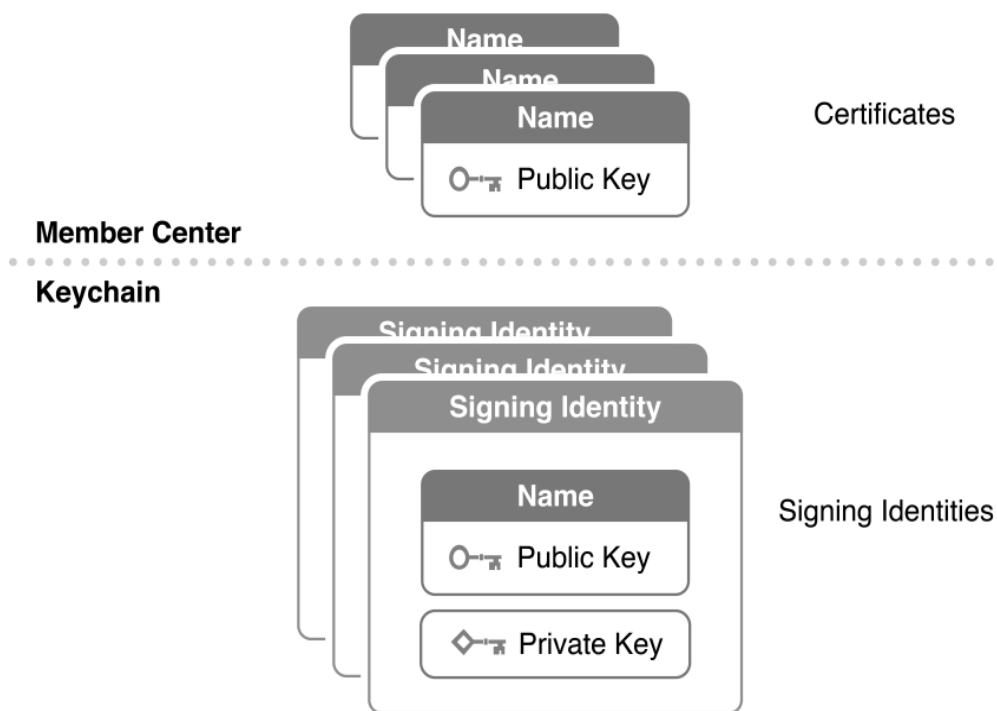 Name
Name
Name
Certificates
Public Key
Member Center
Keychain
Signing Identity
Signing Identity
Signing Identity
Name
Signing Identities
Public Key
Private Key